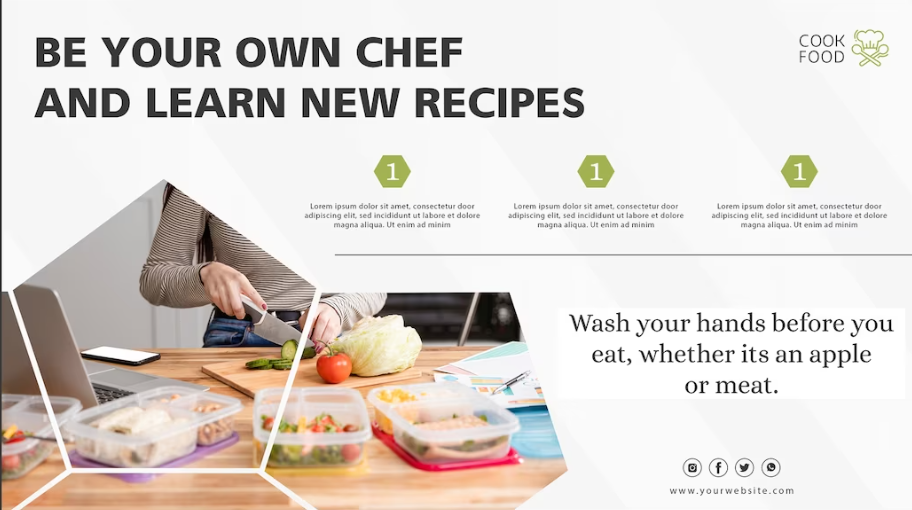 BE YOUR OWN CHEF
AND LEARN NEW RECIPES
COOK
FOOD
1
Lorem ipsum dolor sit amet, consectetur door
adipiscing elit, sed incididunt ut labore et dolore
magna aliqua. Ut enim ad minim
1
Lorem ipsum dolor sit amet, consectetur door
adipiscing elit, sed incididunt ut labore et dolore
magna aliqua. Ut enim ad minim
1
Lorem ipsum dolor sit amet, consectetur door
adipiscing elit, sed incididunt ut labore et dolore
magna aliqua. Ut enim ad minim
Wash your hands before you
eat, whether its an apple
or meat.
www.yourwebsite.com